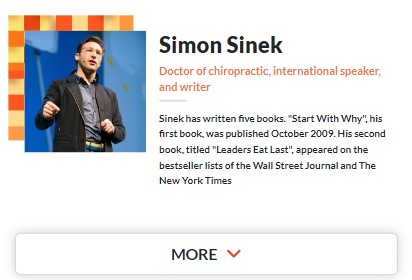 Simon Sinek
Doctor of chiropractic, international speaker,
and writer
Sinek has written five books. "Start With Why", his
first book, was published October 2009. His second
book, titled "Leaders Eat Last", appeared on the
bestseller lists of the Wall Street Journal and The
New York Times
MORE